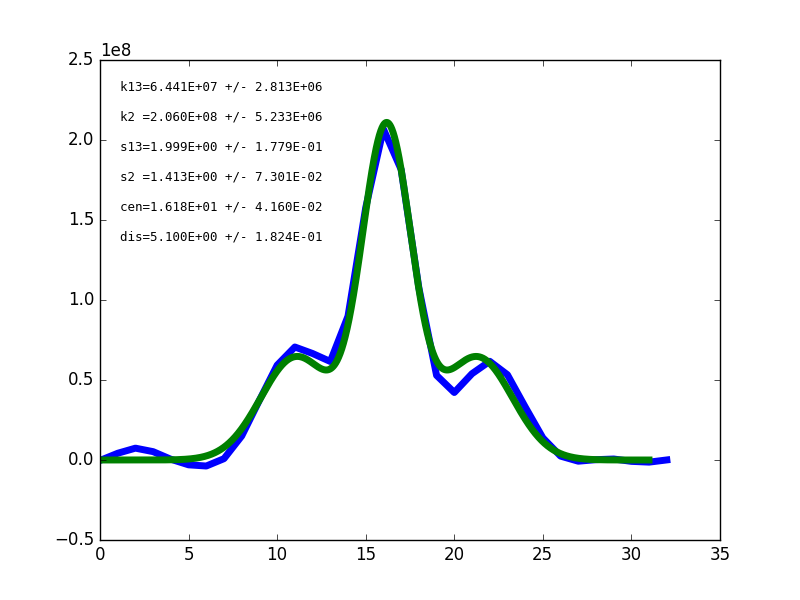 1e8
2.5
k13=6.441E+07 +/- 2.813E+06
k2 =2.060E+08 +/- 5.233E+06
2.0
s13=1.999E+00 +/- 1.779E-01
s2 =1.413E+00 +/- 7.301E-02
cen=1.618E+01 +/- 4.160E-02
1.5
dis=5.100E+00 +/- 1.824E-01
1.0
0.5
0.0
−0.5
0 5 10 15 20 25 30 35